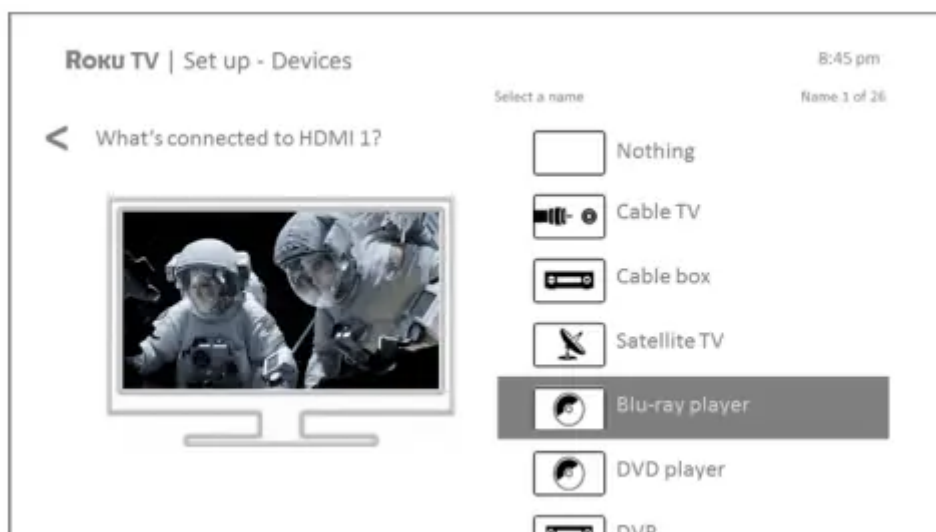 Roku TV | Set up - Devices
8:45 pm
Select a name
Name 1 of 26
< What's connected to HDMI 1?
Nothing
Cable TV
Cable box
Satellite TV
Blu-ray player
DVD player
DVR